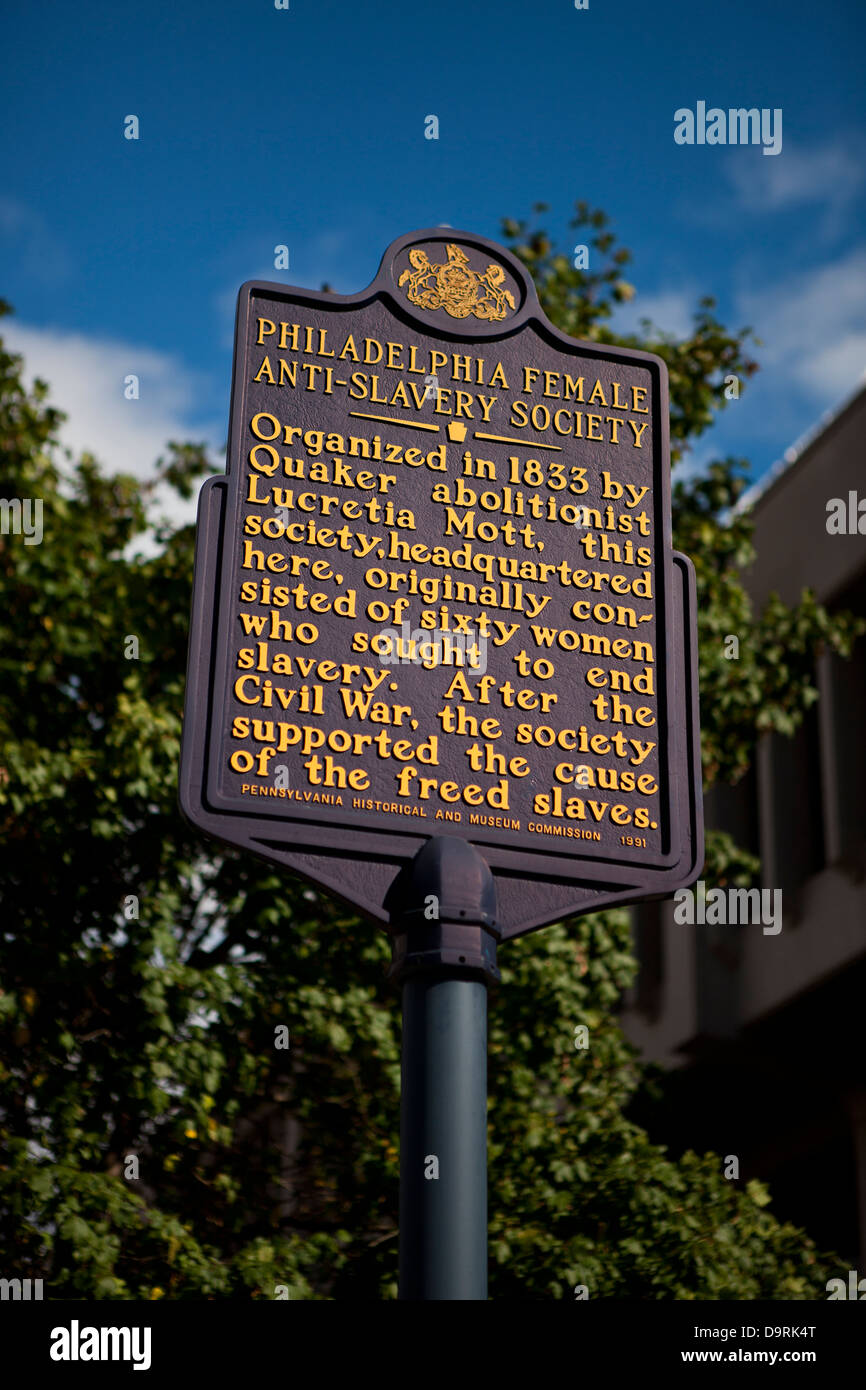 PHILADELPHIA FEMALE
ANTI-SLAVERY SOCIETY
Organized in 1833 by
Quaker abolitionist
Lucretia Mott, this
society, headquartered
here, originally con-
sisted of sixty women
who sought to end
slavery. After the
Civil War, the society
supported the cause
of the freed slaves.
PENNSYLVANIA HISTORICAL AND MUSEUM COMMISSION 1991
alamy
a
a
a
a
a
a
alamy
a
a
alamy
a
alamy
Image ID: D9RK4T
www.alamy.com